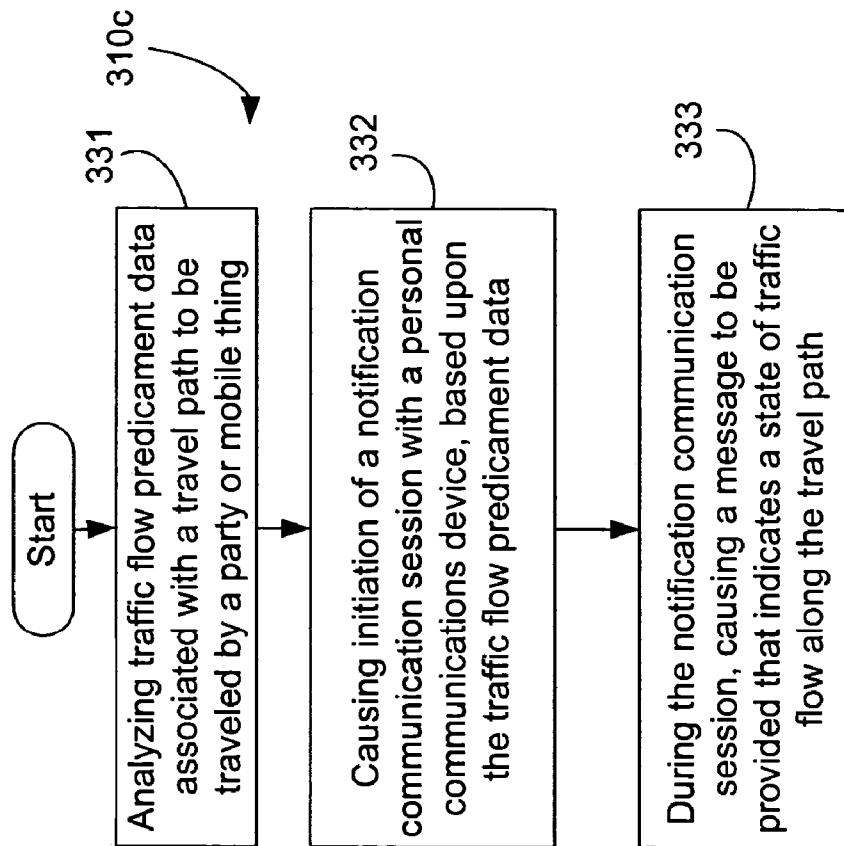 Start
310c
331
Analyzing traffic flow predicament data
associated with a travel path to be
traveled by a party or mobile thing
332
Causing initiation of a notification
communication session with a personal
communications device, based upon
the traffic flow predicament data
333
During the notification communication
session, causing a message to be
provided that indicates a state of traffic
flow along the travel path